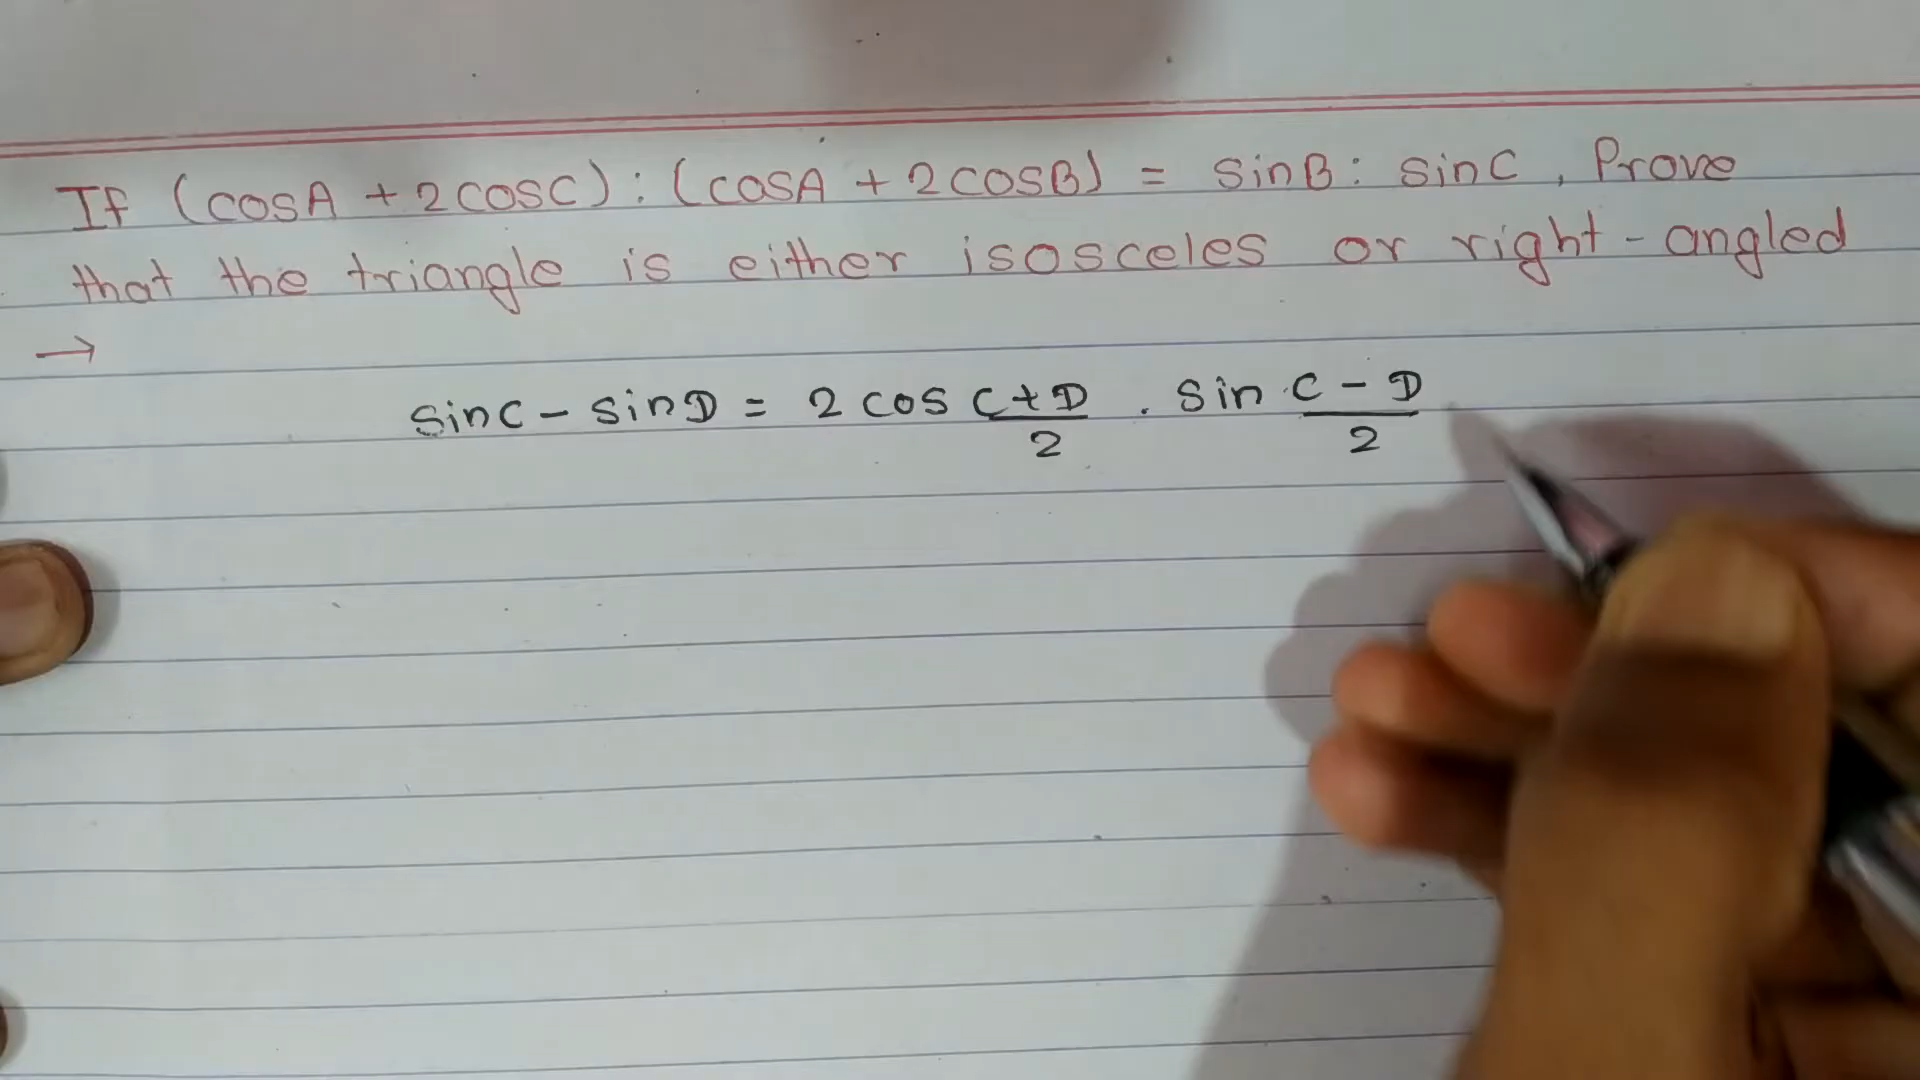 If (cosA + 2cosC) : (cosA + 2cosB) = sinB : sinC , Prove
that the triangle is either isosceles or right-angled
→
sinC - sinD = 2 cos (C+D)/2 . sin (C-D)/2